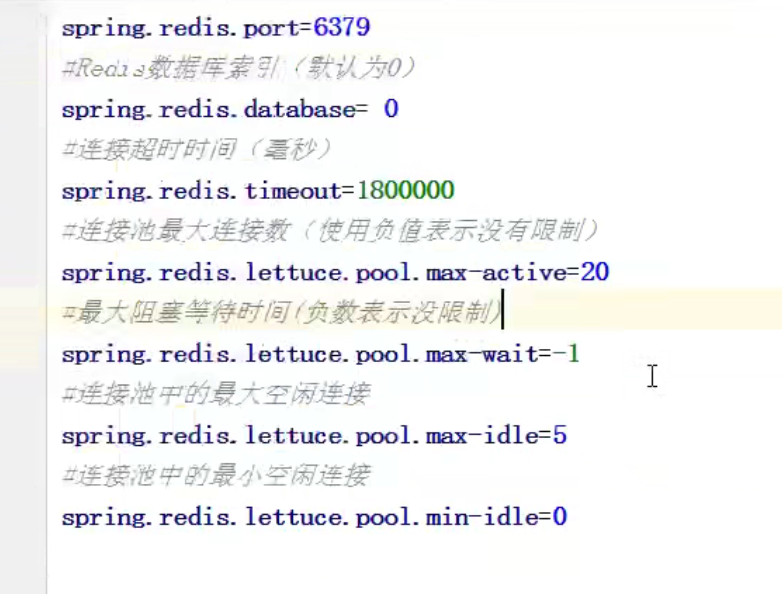 spring.redis.port=6379
#Redis数据库索引（默认为0）
spring.redis.database= 0
#连接超时时间（毫秒）
spring.redis.timeout=1800000
#连接池最大连接数（使用负值表示没有限制）
spring.redis.lettuce.pool.max-active=20
#最大阻塞等待时间(负数表示没限制)
spring.redis.lettuce.pool.max-wait=-1
#连接池中的最大空闲连接
spring.redis.lettuce.pool.max-idle=5
#连接池中的最小空闲连接
spring.redis.lettuce.pool.min-idle=0